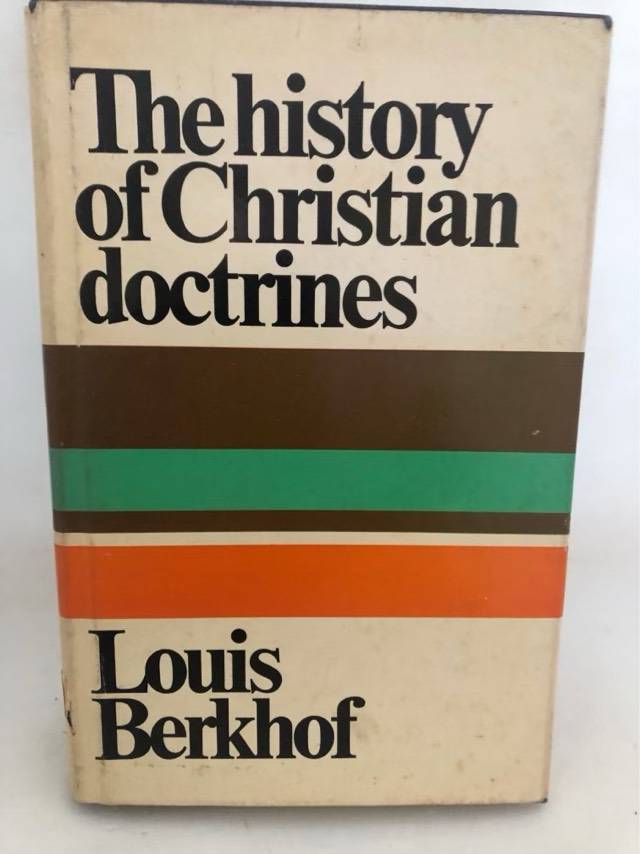 The history
of Christian
doctrines
Louis
Berkhof